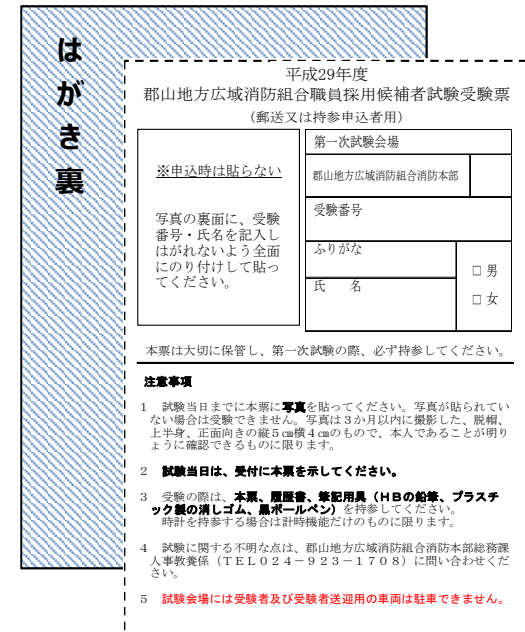 はがき裏
平成29年度
郡山地方広域消防組合職員採用候補者試験受験票
(郵送又は持参申込者用)
※申込時は貼らない
写真の裏面に、受験
番号・氏名を記入し
はがれないよう全面
にのり付けして貼っ
てください。
第一次試験会場
郡山地方広域消防組合消防本部
受験番号
ふりがな
氏　名
□ 男
□ 女
本票は大切に保管し、第一次試験の際、必ず持参してください。
注意事項
1　試験当日までに本票に写真を貼ってください。写真が貼られてい
ない場合は受験できません。写真は3か月以内に撮影した、脱帽、
上半身、正面向きの縦5㎝横4㎝のもので、本人であることが明り
ょうに確認できるものに限ります。
2　試験当日は、受付に本票を示してください。
3　受験の際は、本票、履歴書、筆記用具（HBの鉛筆、プラスチ
ック製の消しゴム、黒ボールペン）を持参してください。
時計を持参する場合は計時機能だけのものに限ります。
4　試験に関する不明な点は、郡山地方広域消防組合消防本部総務課
人事教養係（TEL024－923－1708）に問い合わせくだ
さい。
5　試験会場には受験者及び受験者送迎用の車両は駐車できません。